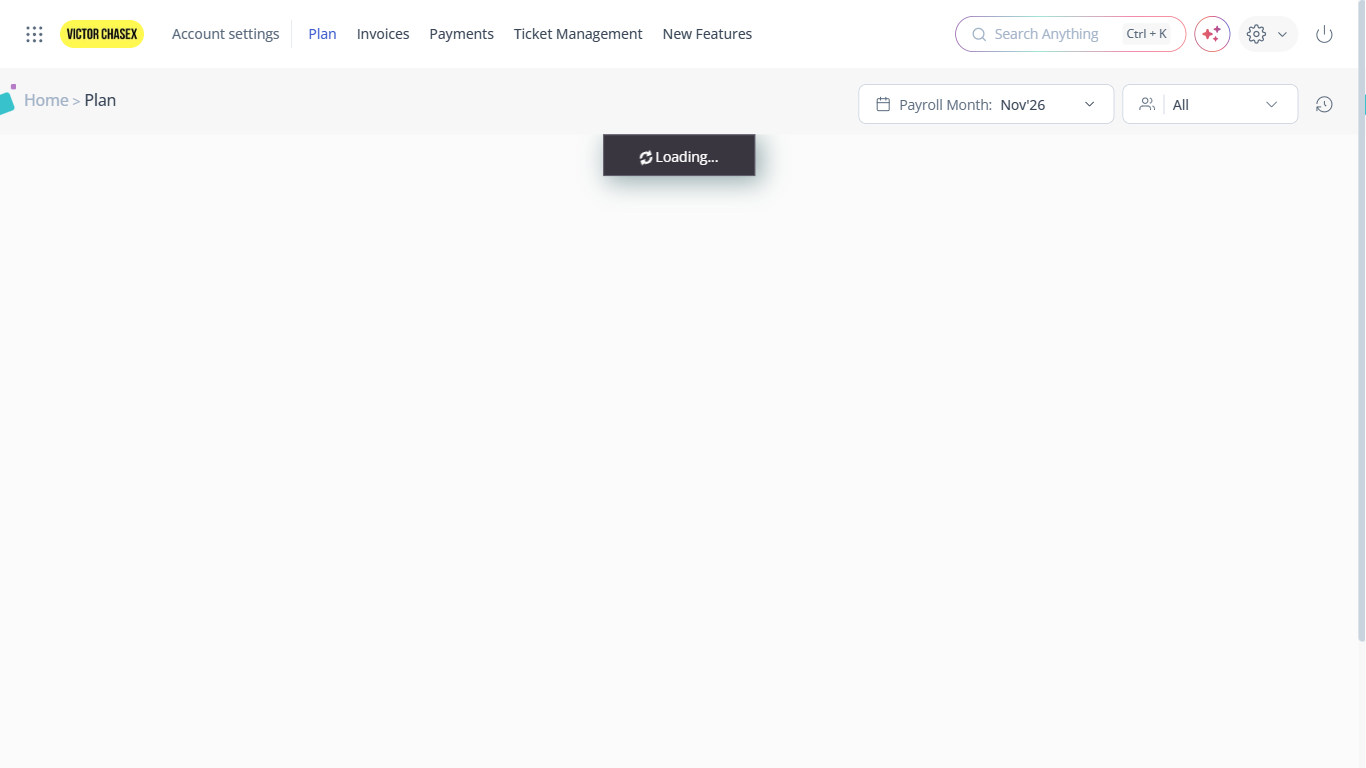 VICTOR CHASEX Account settings Plan Invoices Payments Ticket Management New Features Search Anything Ctrl + K
Home > Plan Payroll Month: Nov'26 All
Loading...